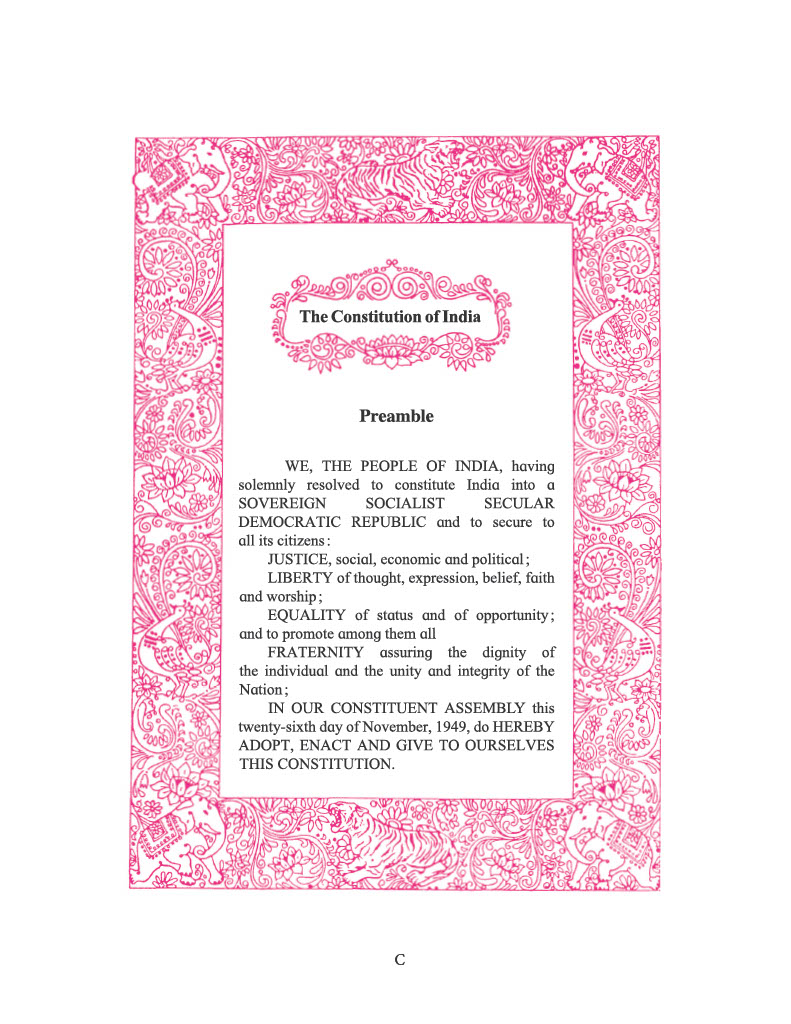 The Constitution of India
Preamble
WE, THE PEOPLE OF INDIA, having
solemnly resolved to constitute India into a
SOVEREIGN SOCIALIST SECULAR
DEMOCRATIC REPUBLIC and to secure to
all its citizens :
JUSTICE, social, economic and political ;
LIBERTY of thought, expression, belief, faith
and worship ;
EQUALITY of status and of opportunity ;
and to promote among them all
FRATERNITY assuring the dignity of
the individual and the unity and integrity of the
Nation ;
IN OUR CONSTITUENT ASSEMBLY this
twenty-sixth day of November, 1949, do HEREBY
ADOPT, ENACT AND GIVE TO OURSELVES
THIS CONSTITUTION.
C